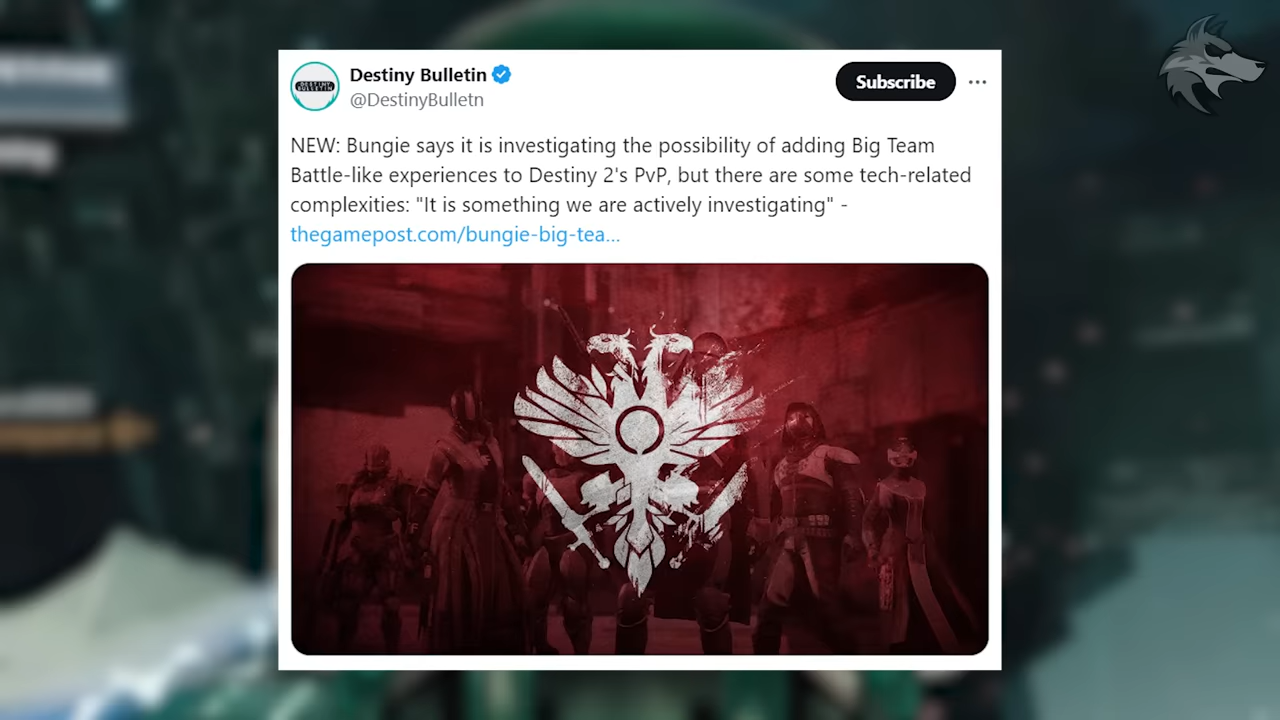 Destiny Bulletin
@DestinyBulletn
Subscribe
NEW: Bungie says it is investigating the possibility of adding Big Team
Battle-like experiences to Destiny 2's PvP, but there are some tech-related
complexities: "It is something we are actively investigating" -
thegamepost.com/bungie-big-tea...
DESTINY
BULLETIN